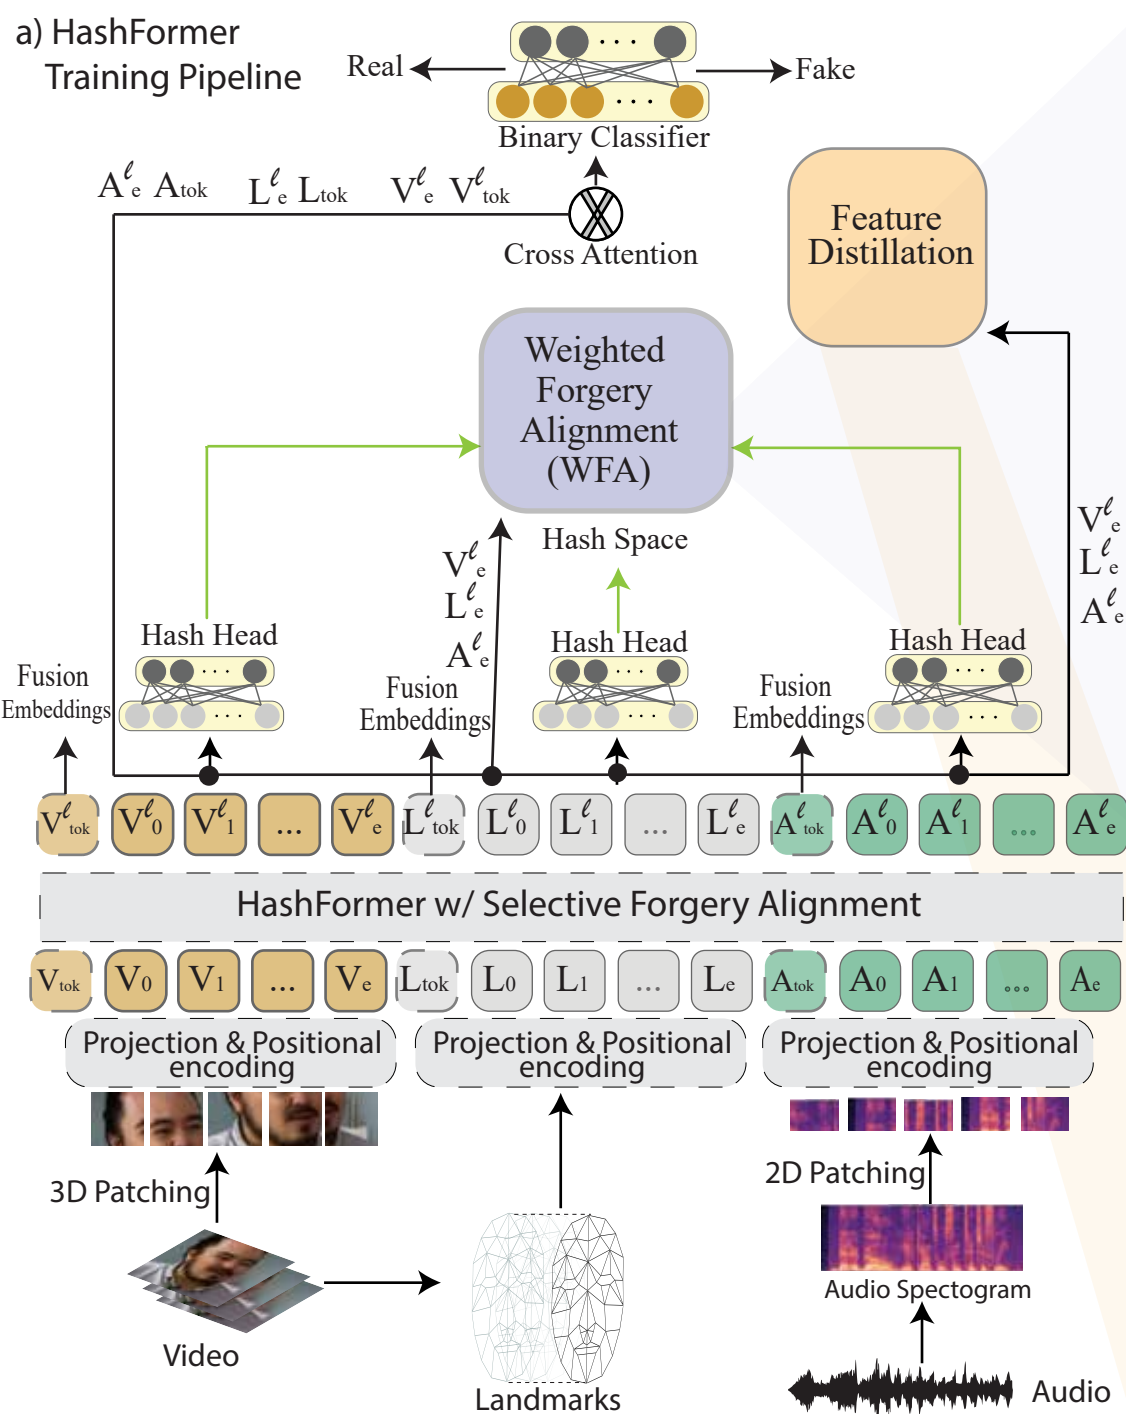 a) HashFormer
Training Pipeline
Real
Fake
Binary Classifier
Aˡₑ Aₜₒₖ Lˡₑ Lₜₒₖ Vˡₑ Vˡₜₒₖ
Cross Attention
Feature
Distillation
Weighted
Forgery
Alignment
(WFA)
Hash Space
Vˡₑ
Lˡₑ
Aˡₑ
Vˡₑ
Lˡₑ
Aˡₑ
Hash Head
Hash Head
Hash Head
Fusion
Embeddings
Fusion
Embeddings
Fusion
Embeddings
Vˡₜₒₖ Vˡ₀ Vˡ₁ ... Vˡₑ Lˡₜₒₖ Lˡ₀ Lˡ₁ ... Lˡₑ Aˡₜₒₖ Aˡ₀ Aˡ₁ ... Aˡₑ
HashFormer w/ Selective Forgery Alignment
Vₜₒₖ V₀ V₁ ... Vₑ Lₜₒₖ L₀ L₁ ... Lₑ Aₜₒₖ A₀ A₁ ... Aₑ
Projection & Positional
encoding
Projection & Positional
encoding
Projection & Positional
encoding
3D Patching
2D Patching
Audio Spectogram
Video
Landmarks
Audio